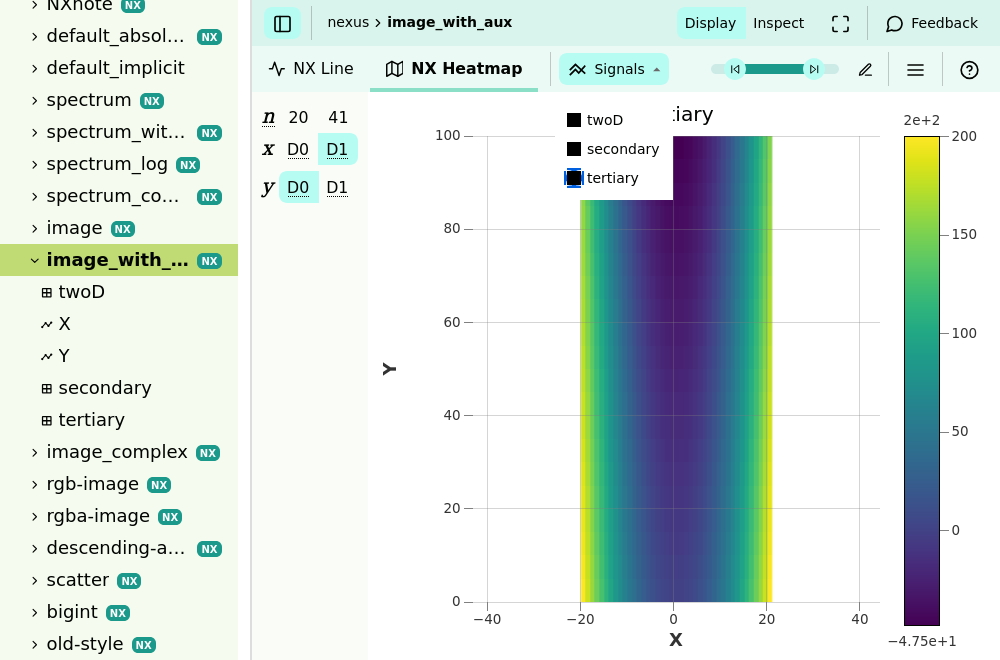 NXnote NX
default_absol... NX
default_implicit
spectrum NX
spectrum_wit... NX
spectrum_log NX
spectrum_co... NX
image NX
image_with_... NX
twoD
X
Y
secondary
tertiary
image_complex NX
rgb-image NX
rgba-image NX
descending-a... NX
scatter NX
bigint NX
old-style NX
nexus > image_with_aux
Display Inspect Feedback
NX Line NX Heatmap Signals
n 20 41
x D0 D1
y D0 D1
twoD
secondary
tertiary
tiary
Y
100
80
60
40
20
0
−40 −20 0 20 40
X
2e+2
200
150
100
50
0
−4.75e+1